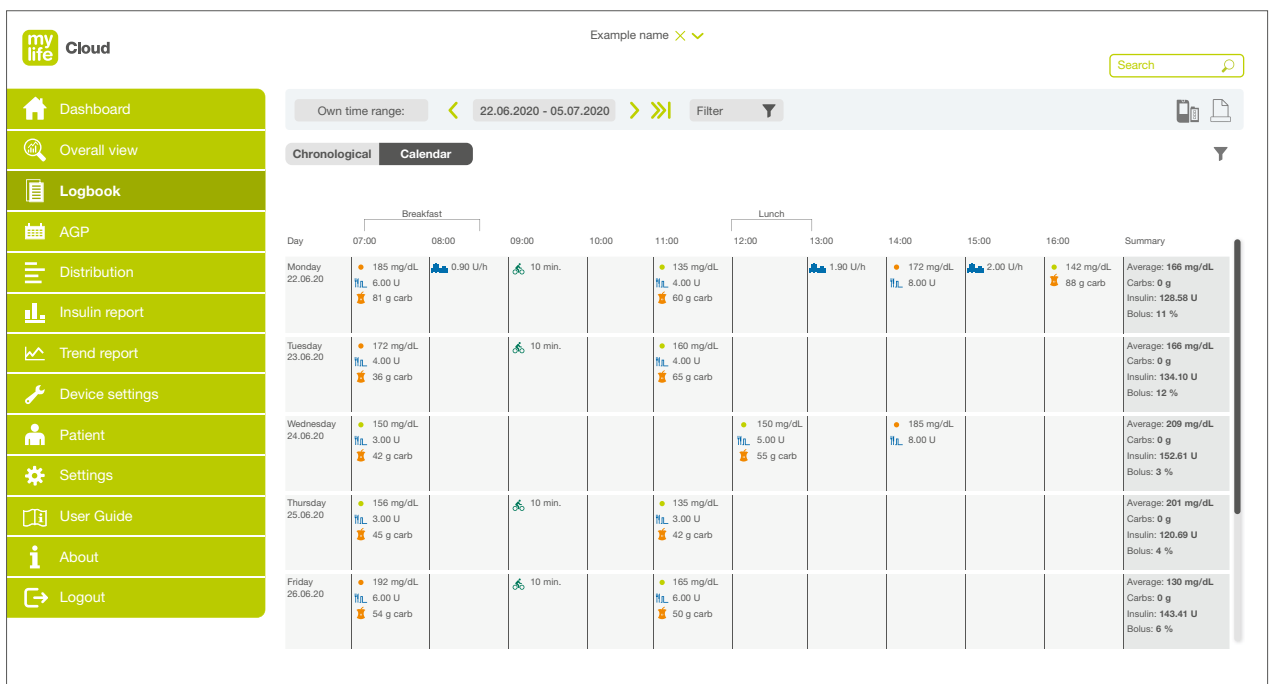 my life Cloud
Example name
Search
Dashboard
Overall view
Logbook
AGP
Distribution
Insulin report
Trend report
Device settings
Patient
Settings
User Guide
About
Logout
Own time range: 22.06.2020 - 05.07.2020 Filter
Chronological Calendar
Breakfast Lunch
Day 07:00 08:00 09:00 10:00 11:00 12:00 13:00 14:00 15:00 16:00 Summary
Monday 185 mg/dL 0.90 U/h 10 min. 135 mg/dL 1.90 U/h 172 mg/dL 2.00 U/h 142 mg/dL Average: 166 mg/dL
22.06.20 6.00 U 4.00 U 8.00 U 88 g carb Carbs: 0 g
81 g carb 60 g carb Insulin: 128.58 U
Bolus: 11 %
Tuesday 172 mg/dL 10 min. 160 mg/dL Average: 166 mg/dL
23.06.20 4.00 U 4.00 U Carbs: 0 g
36 g carb 65 g carb Insulin: 134.10 U
Bolus: 12 %
Wednesday 150 mg/dL 150 mg/dL 185 mg/dL Average: 209 mg/dL
24.06.20 3.00 U 5.00 U 8.00 U Carbs: 0 g
42 g carb 55 g carb Insulin: 152.61 U
Bolus: 3 %
Thursday 156 mg/dL 10 min. 135 mg/dL Average: 201 mg/dL
25.06.20 3.00 U 3.00 U Carbs: 0 g
45 g carb 42 g carb Insulin: 120.69 U
Bolus: 4 %
Friday 192 mg/dL 10 min. 165 mg/dL Average: 130 mg/dL
26.06.20 6.00 U 6.00 U Carbs: 0 g
54 g carb 50 g carb Insulin: 143.41 U
Bolus: 6 %